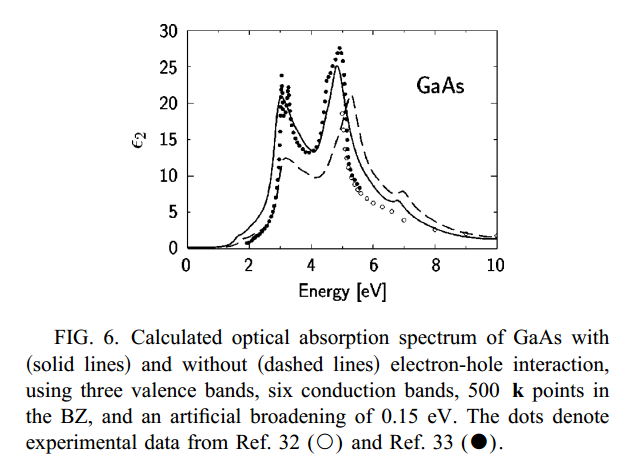 30
25
20
15
10
5
0
ϵ2
GaAs
0 2 4 6 8 10
Energy [eV]
FIG. 6. Calculated optical absorption spectrum of GaAs with
(solid lines) and without (dashed lines) electron-hole interaction,
using three valence bands, six conduction bands, 500 k points in
the BZ, and an artificial broadening of 0.15 eV. The dots denote
experimental data from Ref. 32 (○) and Ref. 33 (●).